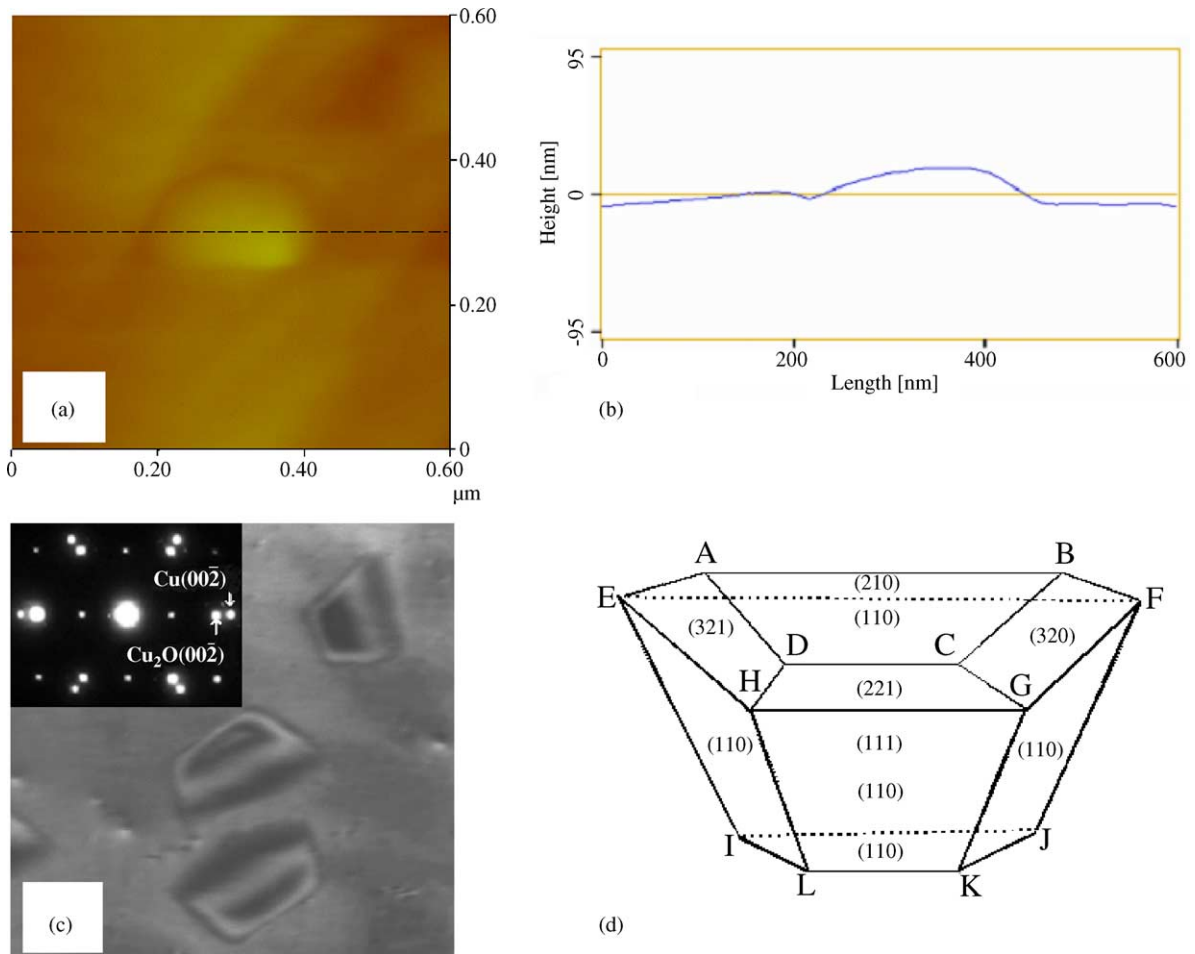 0.60
0.40
0.20
0
0 0.20 0.40 0.60
μm
(a)
95
0
-95
Height [nm]
0 200 400 600
Length [nm]
(b)
Cu(002̄)
Cu₂O(002̄)
(c)
A B
E (210) F
(110)
(321) (320)
D C
H G
(221)
(110) (111) (110)
(110)
I J
(110)
L K
(d)